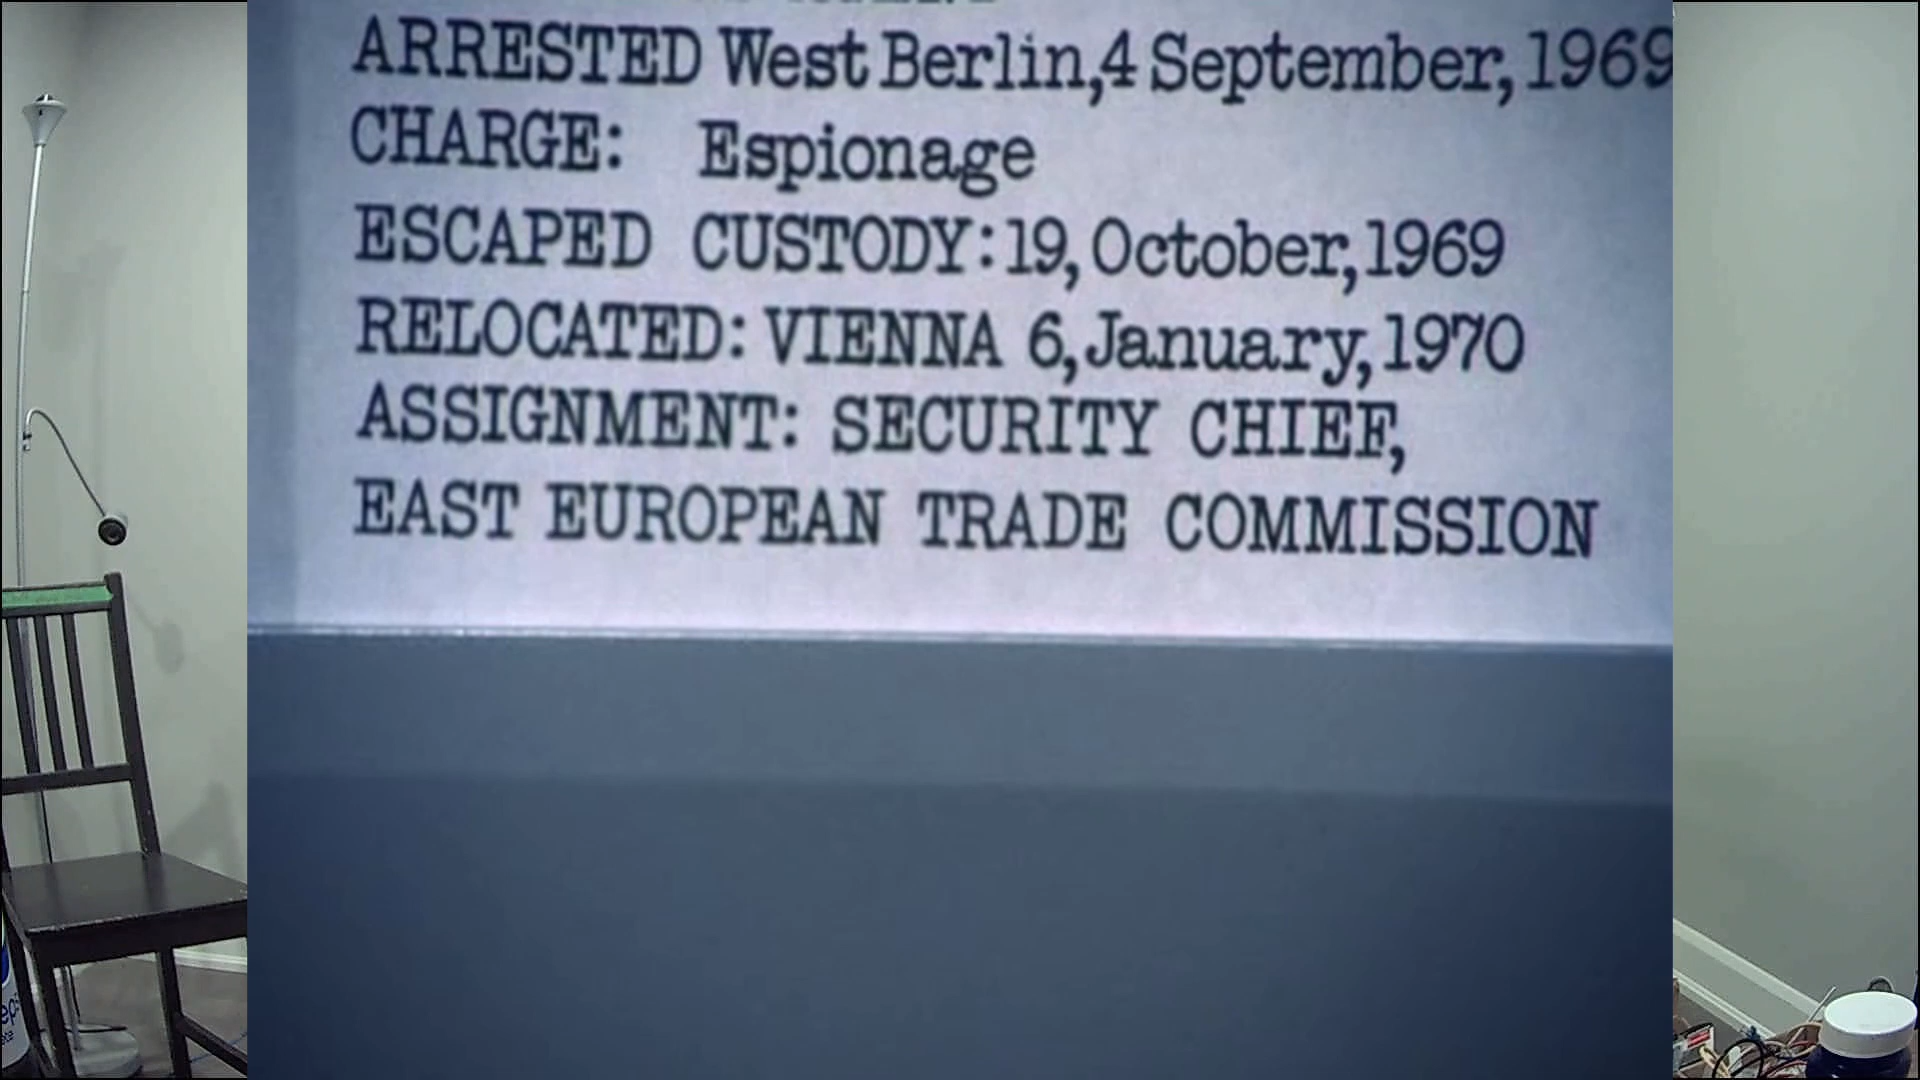 ARRESTED West Berlin,4 September, 1969
CHARGE: Espionage
ESCAPED CUSTODY: 19, October, 1969
RELOCATED: VIENNA 6, January, 1970
ASSIGNMENT: SECURITY CHIEF,
EAST EUROPEAN TRADE COMMISSION